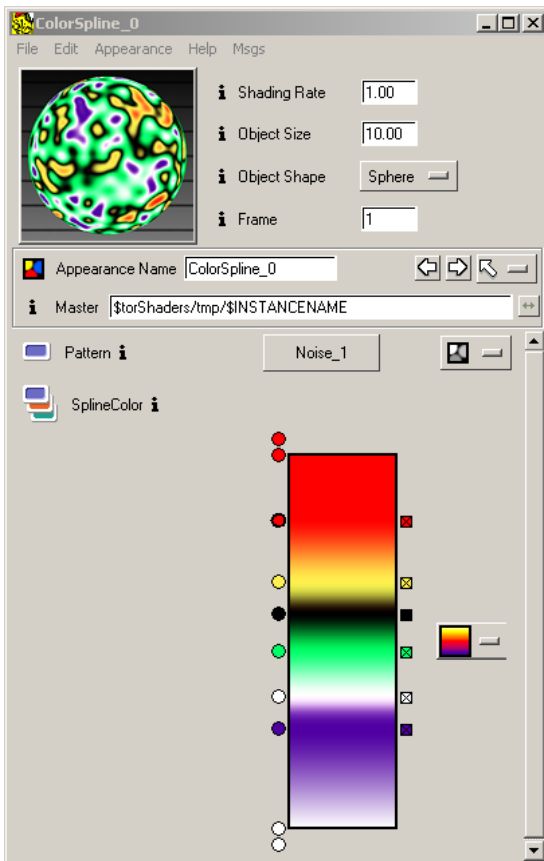 ColorSpline_0
File Edit Appearance Help Msgs
Shading Rate 1.00
Object Size 10.00
Object Shape Sphere
Frame 1
Appearance Name ColorSpline_0
Master $torShaders/tmp/$INSTANCENAME
Pattern Noise_1
SplineColor